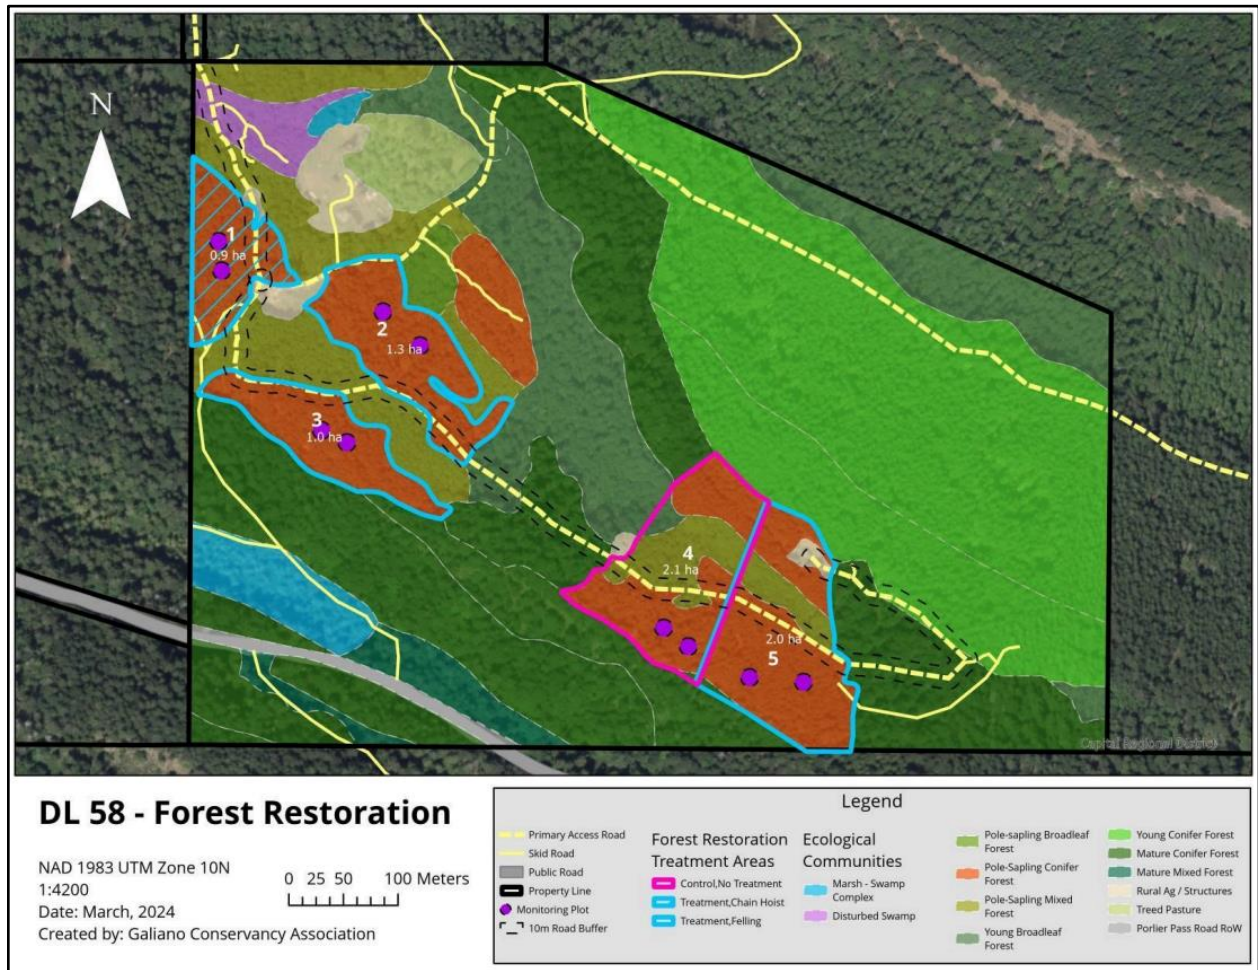 N
1
0.9 ha
2
1.3 ha
3
1.0 ha
4
2.1 ha
2.0 ha
5
Capital Regional District
DL 58 - Forest Restoration
NAD 1983 UTM Zone 10N
1:4200
Date: March, 2024
Created by: Galiano Conservancy Association
0 25 50 100 Meters
Legend
Primary Access Road
Skid Road
Public Road
Property Line
Monitoring Plot
10m Road Buffer
Forest Restoration
Treatment Areas
Control,No Treatment
Treatment,Chain Hoist
Treatment,Felling
Ecological
Communities
Marsh - Swamp
Complex
Disturbed Swamp
Pole-sapling Broadleaf
Forest
Pole-Sapling Conifer
Forest
Pole-Sapling Mixed
Forest
Young Broadleaf
Forest
Young Conifer Forest
Mature Conifer Forest
Mature Mixed Forest
Rural Ag / Structures
Treed Pasture
Porlier Pass Road RoW